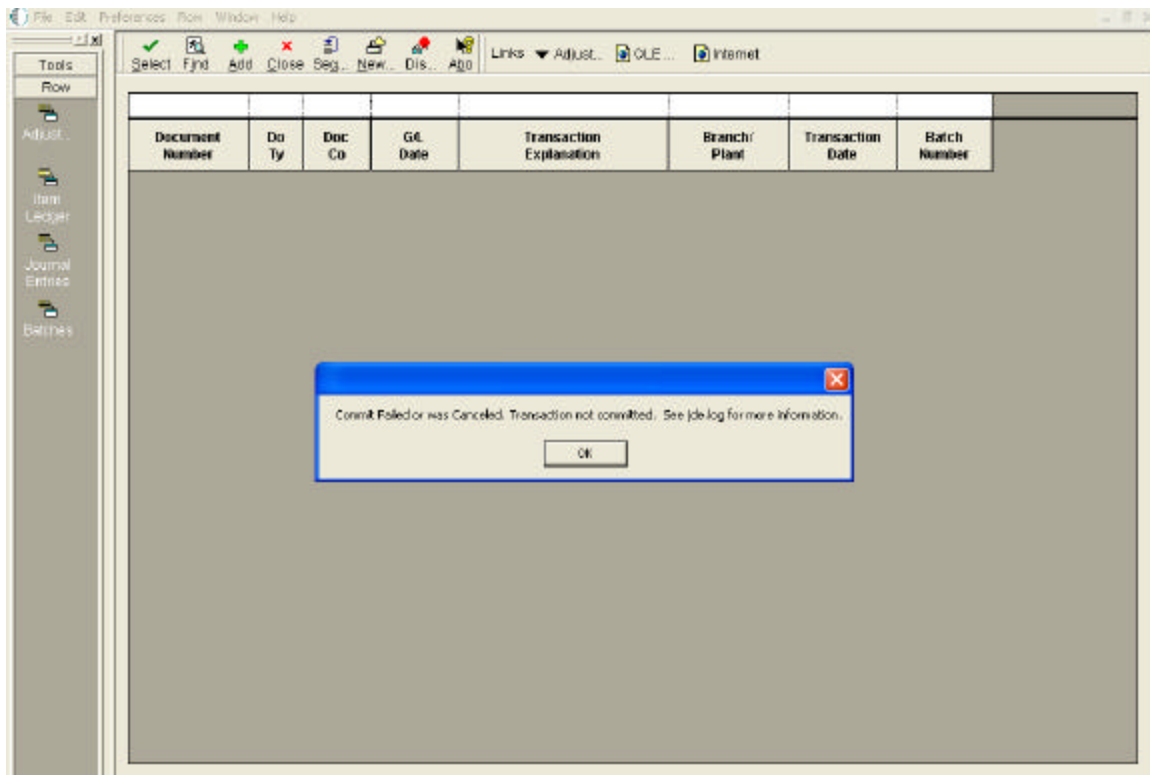 File Edit Preferences Row Window Help
Tools
Row
Adjust..
Item
Ledger
Journal
Entries
Batches
Select Find Add Close Seq... New... Dis... Abo Links Adjust... OLE ... Internet
Document Number
Do Ty
Doc Co
G/L Date
Transaction Explanation
Branch/ Plant
Transaction Date
Batch Number
Commit Failed or was Canceled. Transaction not committed. See jde.log for more information.
OK